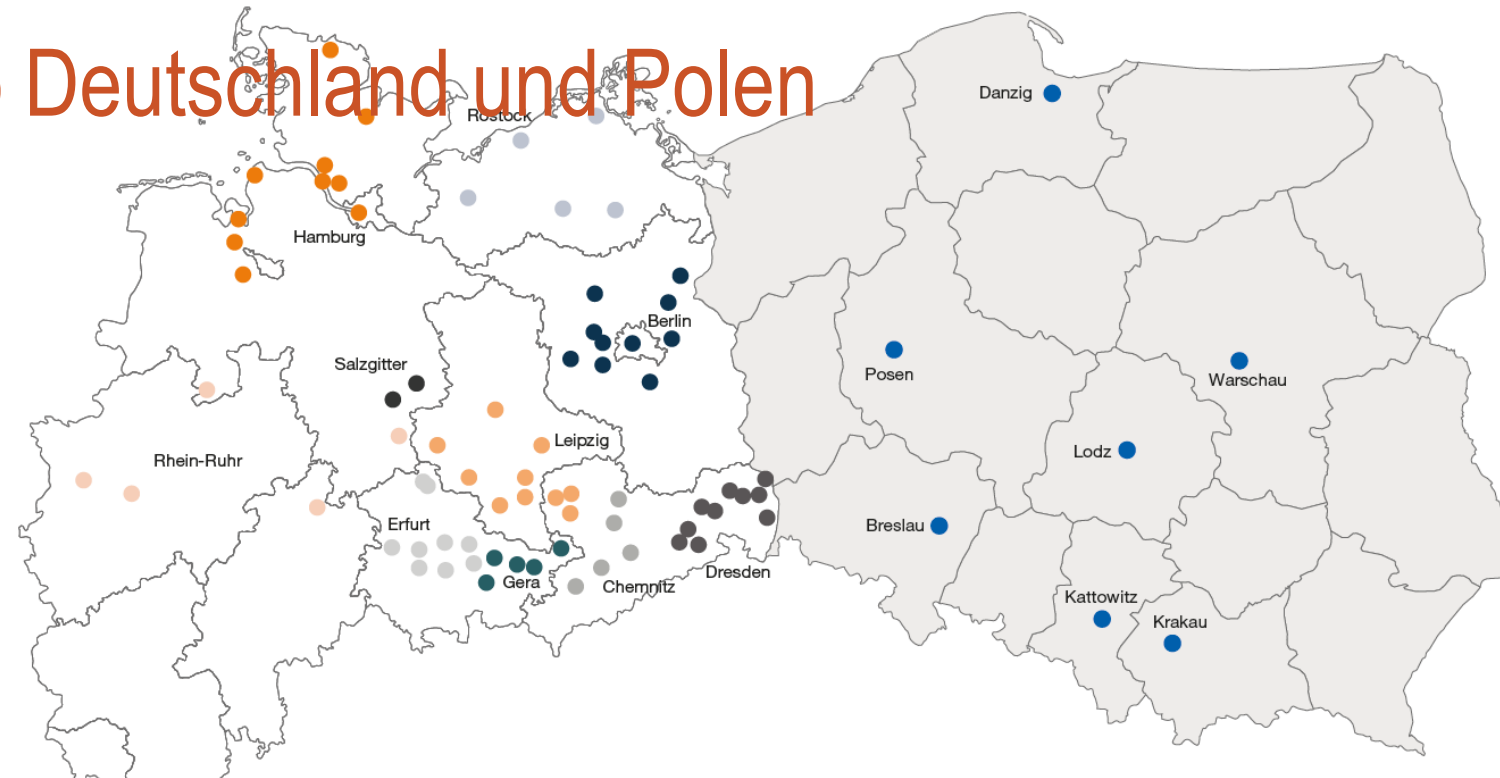 Deutschland und Polen
Danzig
Rostock
Hamburg
Berlin
Salzgitter
Posen
Warschau
Leipzig
Lodz
Rhein-Ruhr
Erfurt
Breslau
Dresden
Gera
Chemnitz
Kattowitz
Krakau